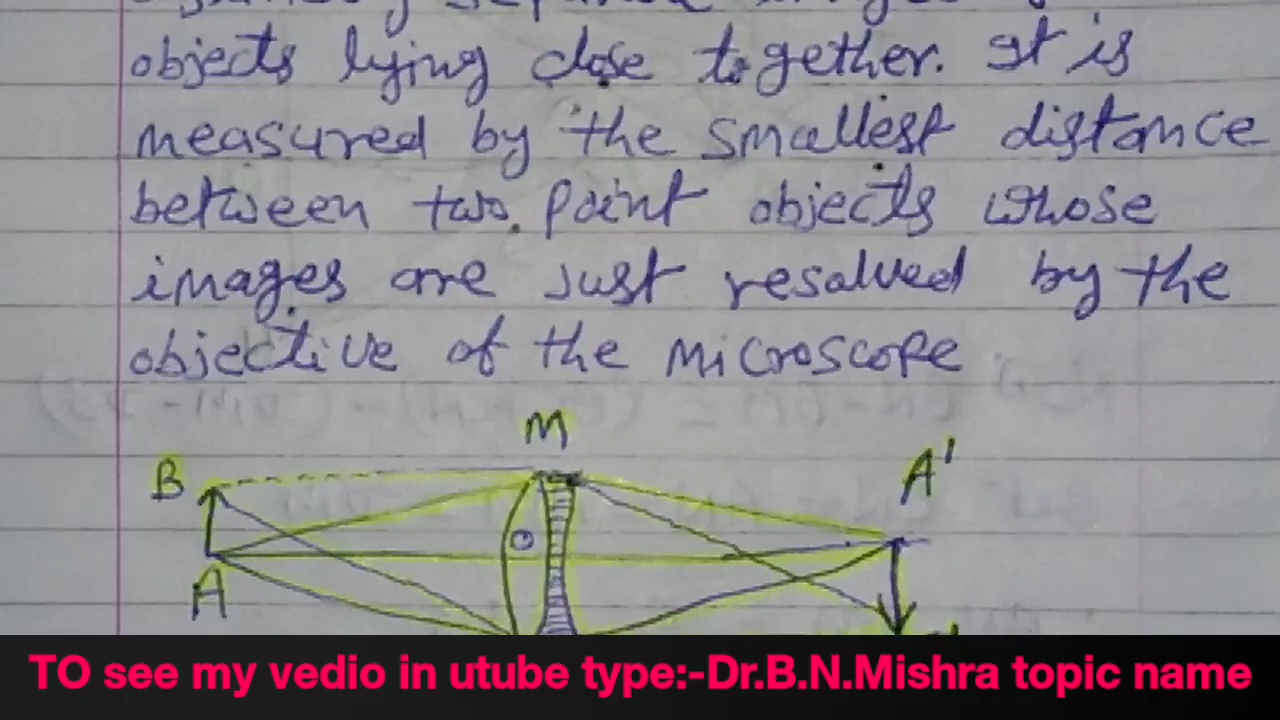 objects lying close together. It is
measured by the smallest distance
between two point objects whose
images are just resolved by the
objective of the microscope
M
B
A'
O
A
TO see my vedio in utube type:-Dr.B.N.Mishra topic name